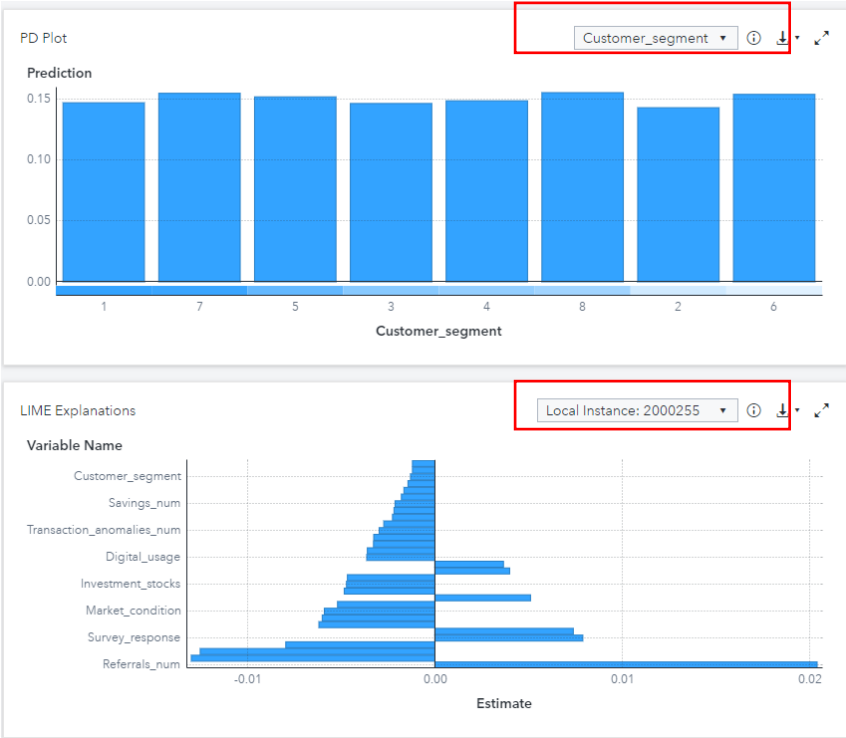 PD Plot Customer_segment
Prediction
0.15
0.10
0.05
0.00
1 7 5 3 4 8 2 6
Customer_segment
LIME Explanations Local Instance: 2000255
Variable Name
Customer_segment
Savings_num
Transaction_anomalies_num
Digital_usage
Investment_stocks
Market_condition
Survey_response
Referrals_num
-0.01 0.00 0.01 0.02
Estimate